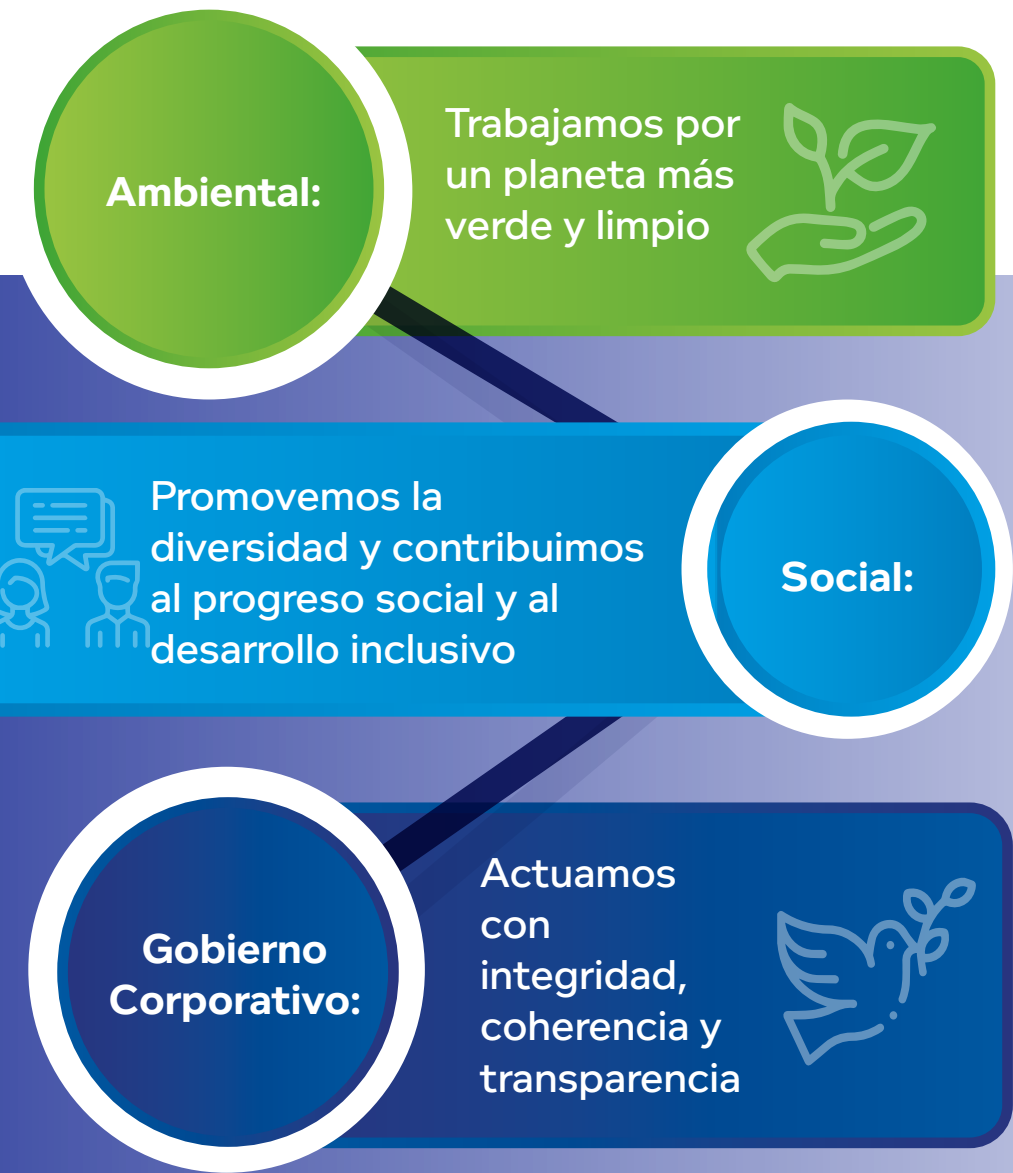 Ambiental:
Trabajamos por
un planeta más
verde y limpio
Promovemos la
diversidad y contribuimos
al progreso social y al
desarrollo inclusivo
Social:
Gobierno
Corporativo:
Actuamos
con
integridad,
coherencia y
transparencia